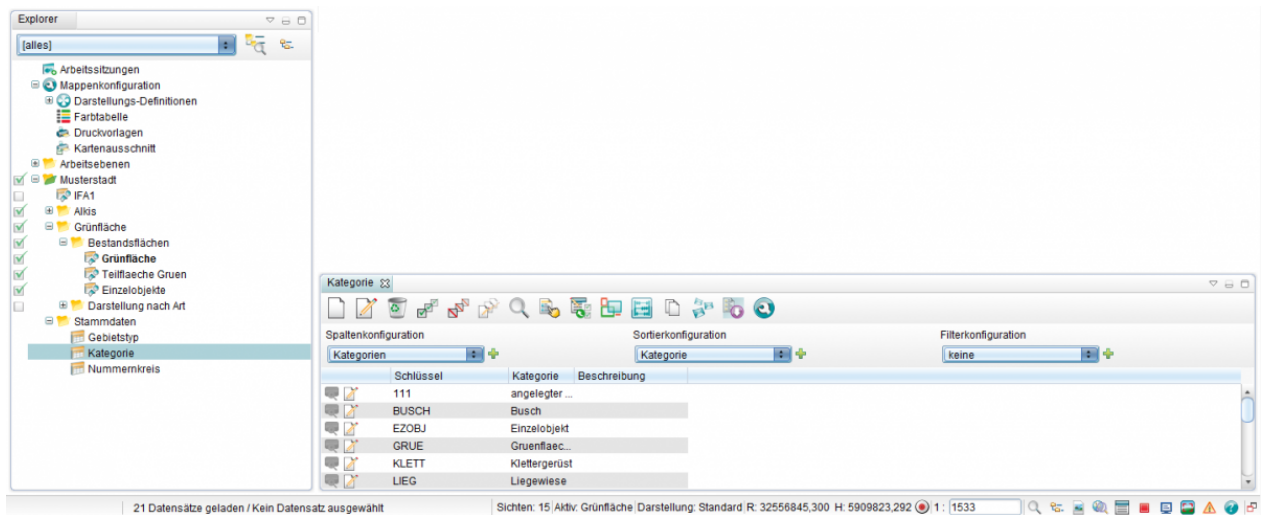 Explorer
[alles]
Arbeitssitzungen
Mappenkonfiguration
Darstellungs-Definitionen
Farbtabelle
Druckvorlagen
Kartenausschnitt
Arbeitsebenen
Musterstadt
IFA1
Alkis
Grünfläche
Bestandsflächen
Grünfläche
Teilflaeche Gruen
Einzelobjekte
Darstellung nach Art
Stammdaten
Gebietstyp
Kategorie
Nummernkreis
Kategorie
Spaltenkonfiguration Sortierkonfiguration Filterkonfiguration
Kategorien Kategorie keine
Schlüssel Kategorie Beschreibung
111 angelegter ...
BUSCH Busch
EZOBJ Einzelobjekt
GRUE Gruenflaec...
KLETT Klettergerüst
LIEG Liegewiese
21 Datensätze geladen / Kein Datensatz ausgewählt Sichten: 15 Aktiv: Grünfläche Darstellung: Standard R: 32556845,300 H: 5909823,292 1 : 1533